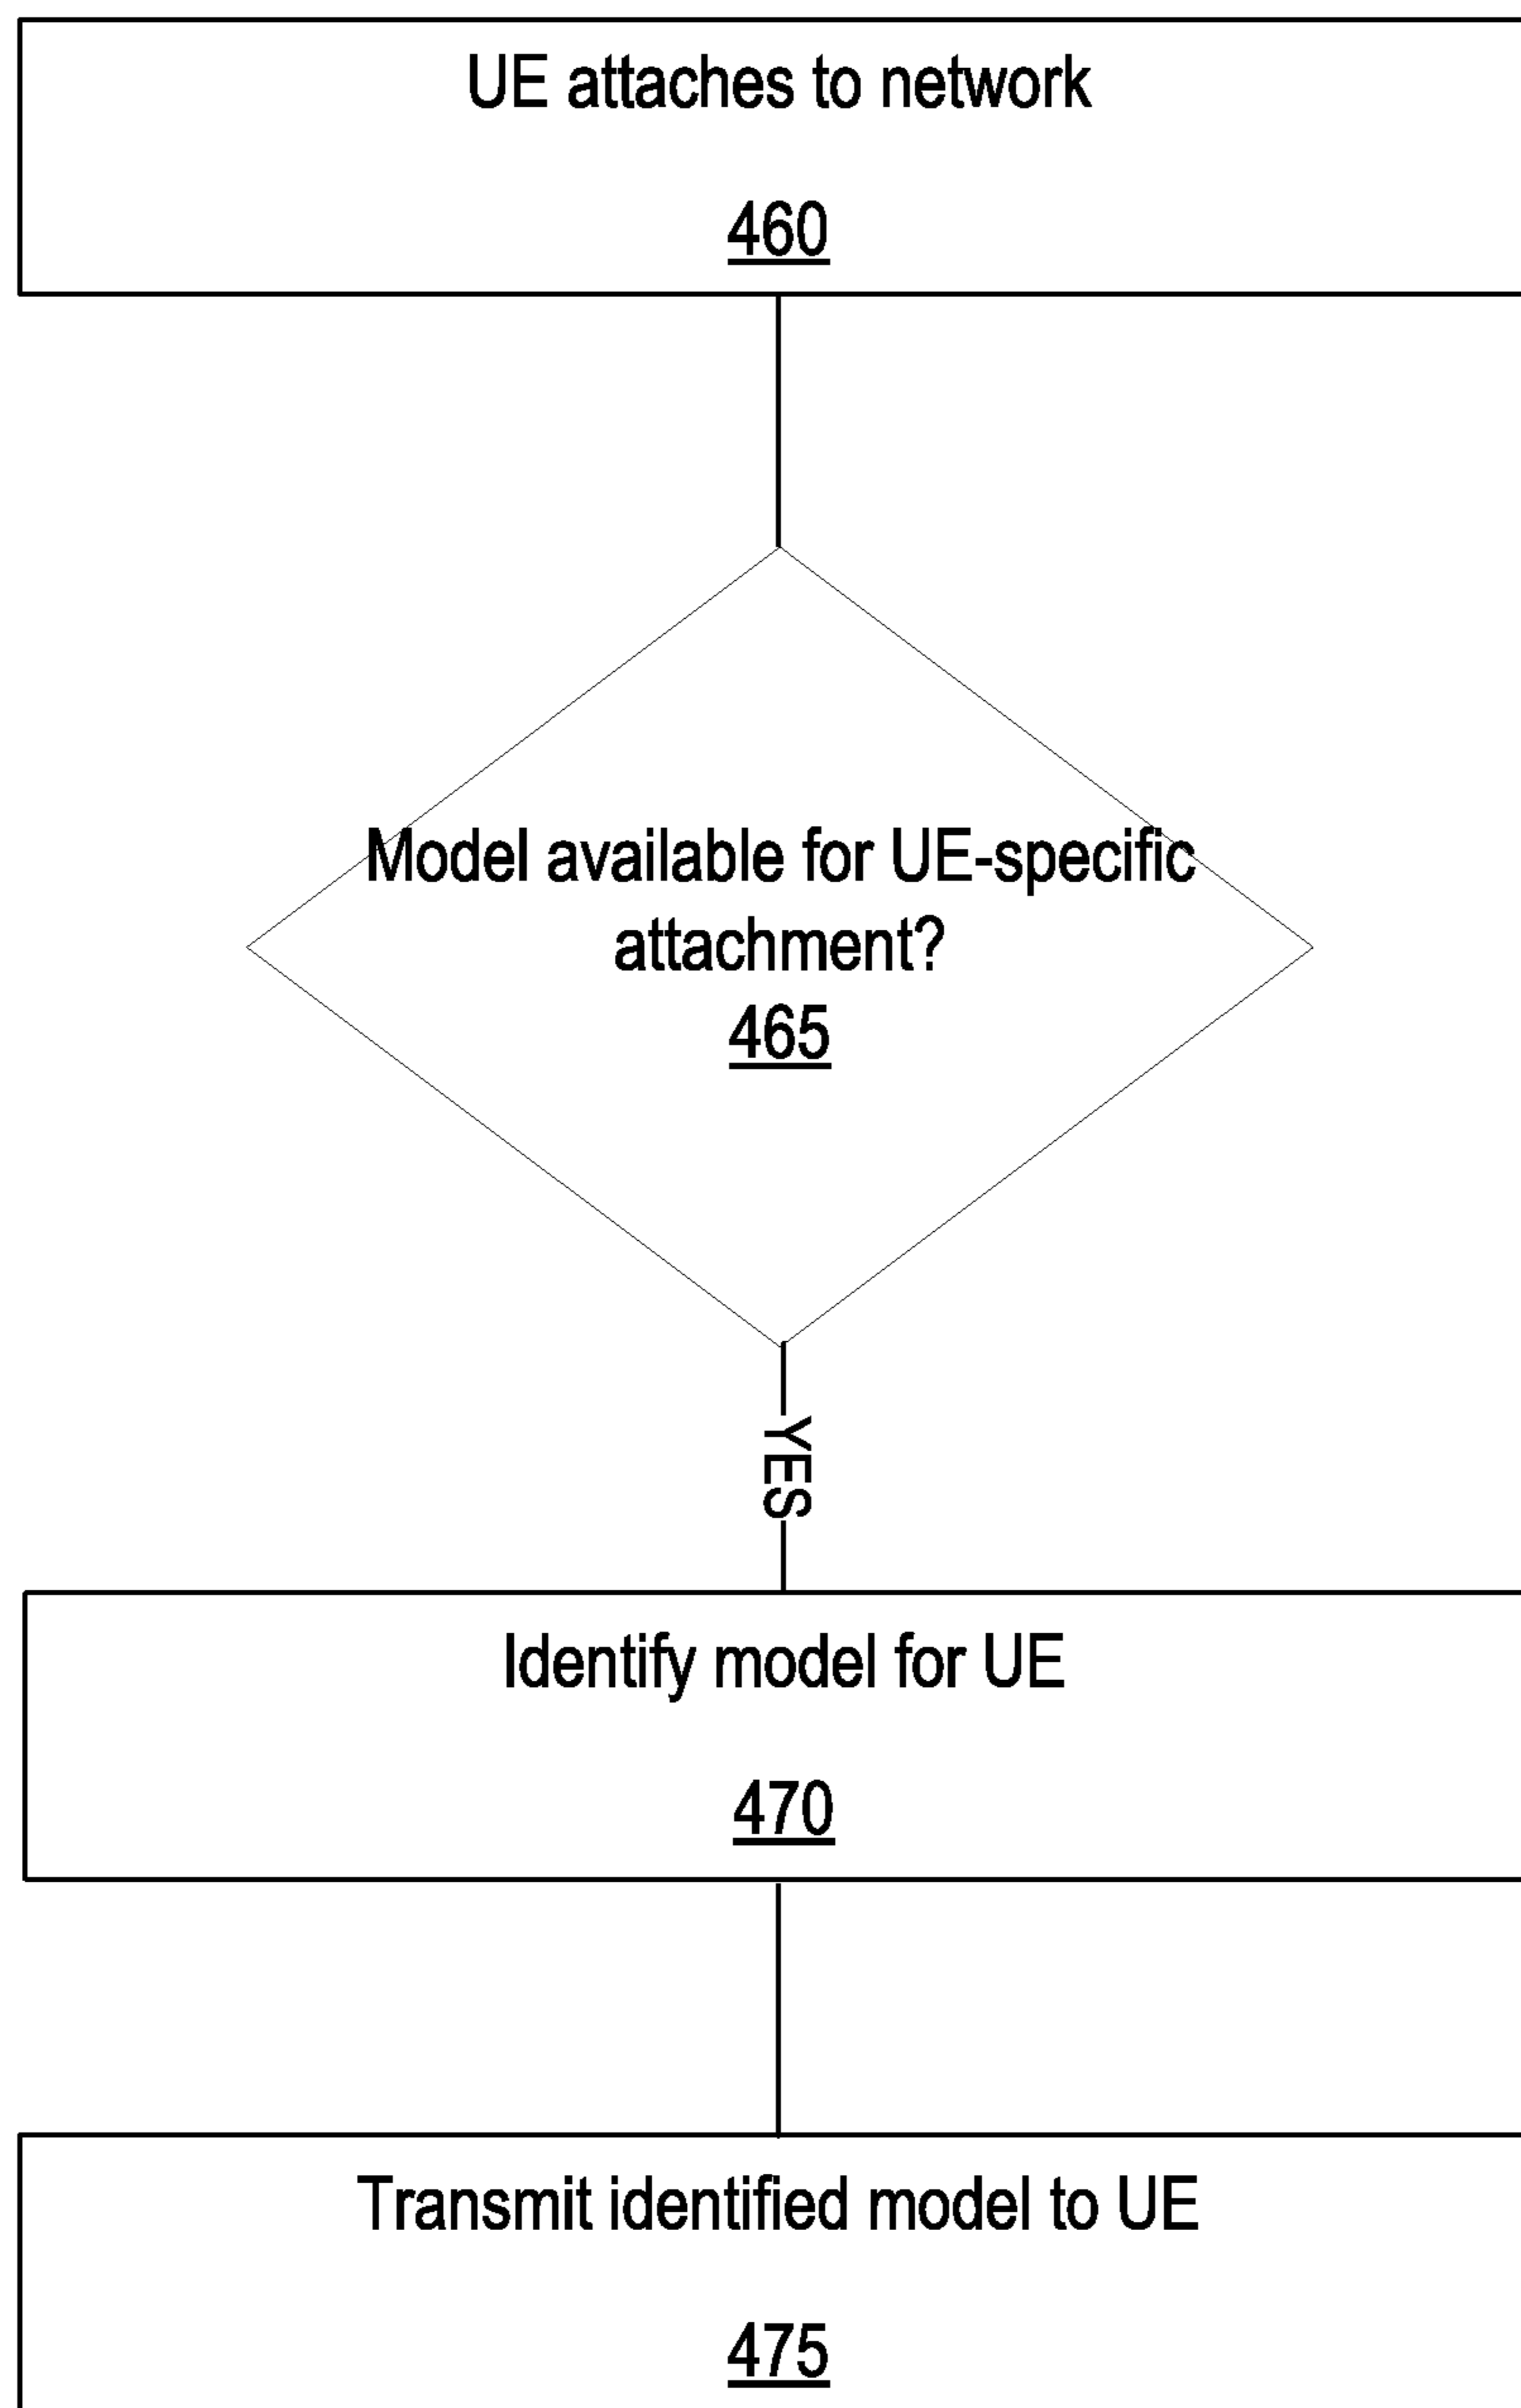 UE attaches to network
460
Model available for UE-specific
attachment?
465
YES
Identify model for UE
470
Transmit identified model to UE
475